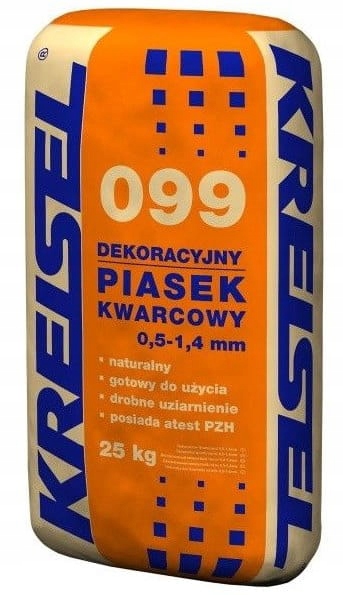 KREISEL
®
KREISEL
099
DEKORACYJNY
PIASEK
KWARCOWY
0,5-1,4 mm
▪ naturalny
▪ gotowy do użycia
▪ drobne uziarnienie
▪ posiada atest PZH
25 kg